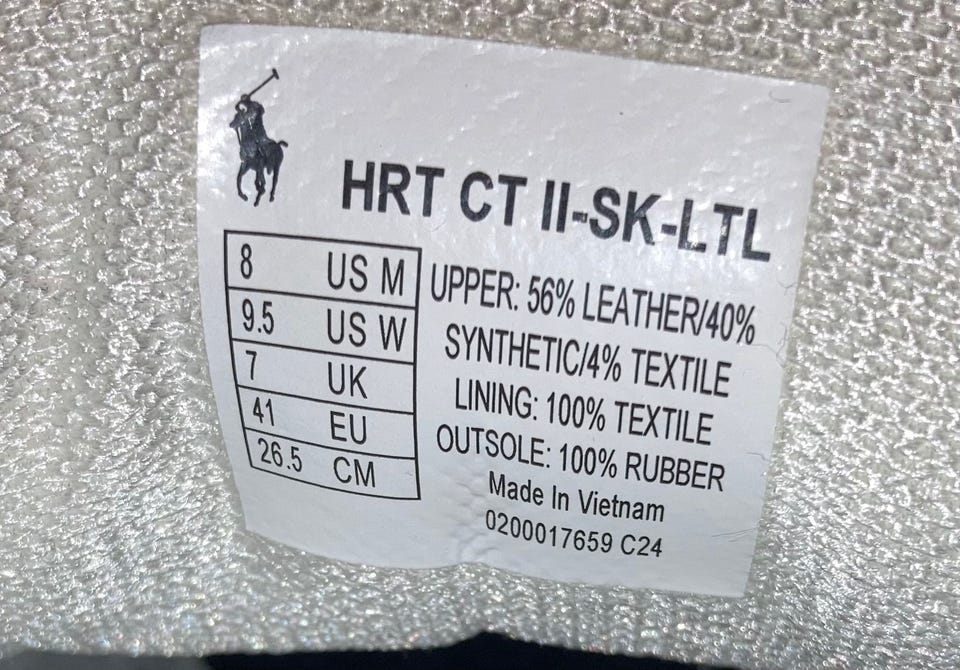 HRT CT II-SK-LTL
8 US M
9.5 US W
7 UK
41 EU
26.5 CM
UPPER: 56% LEATHER/40%
SYNTHETIC/4% TEXTILE
LINING: 100% TEXTILE
OUTSOLE: 100% RUBBER
Made In Vietnam
0200017659 C24